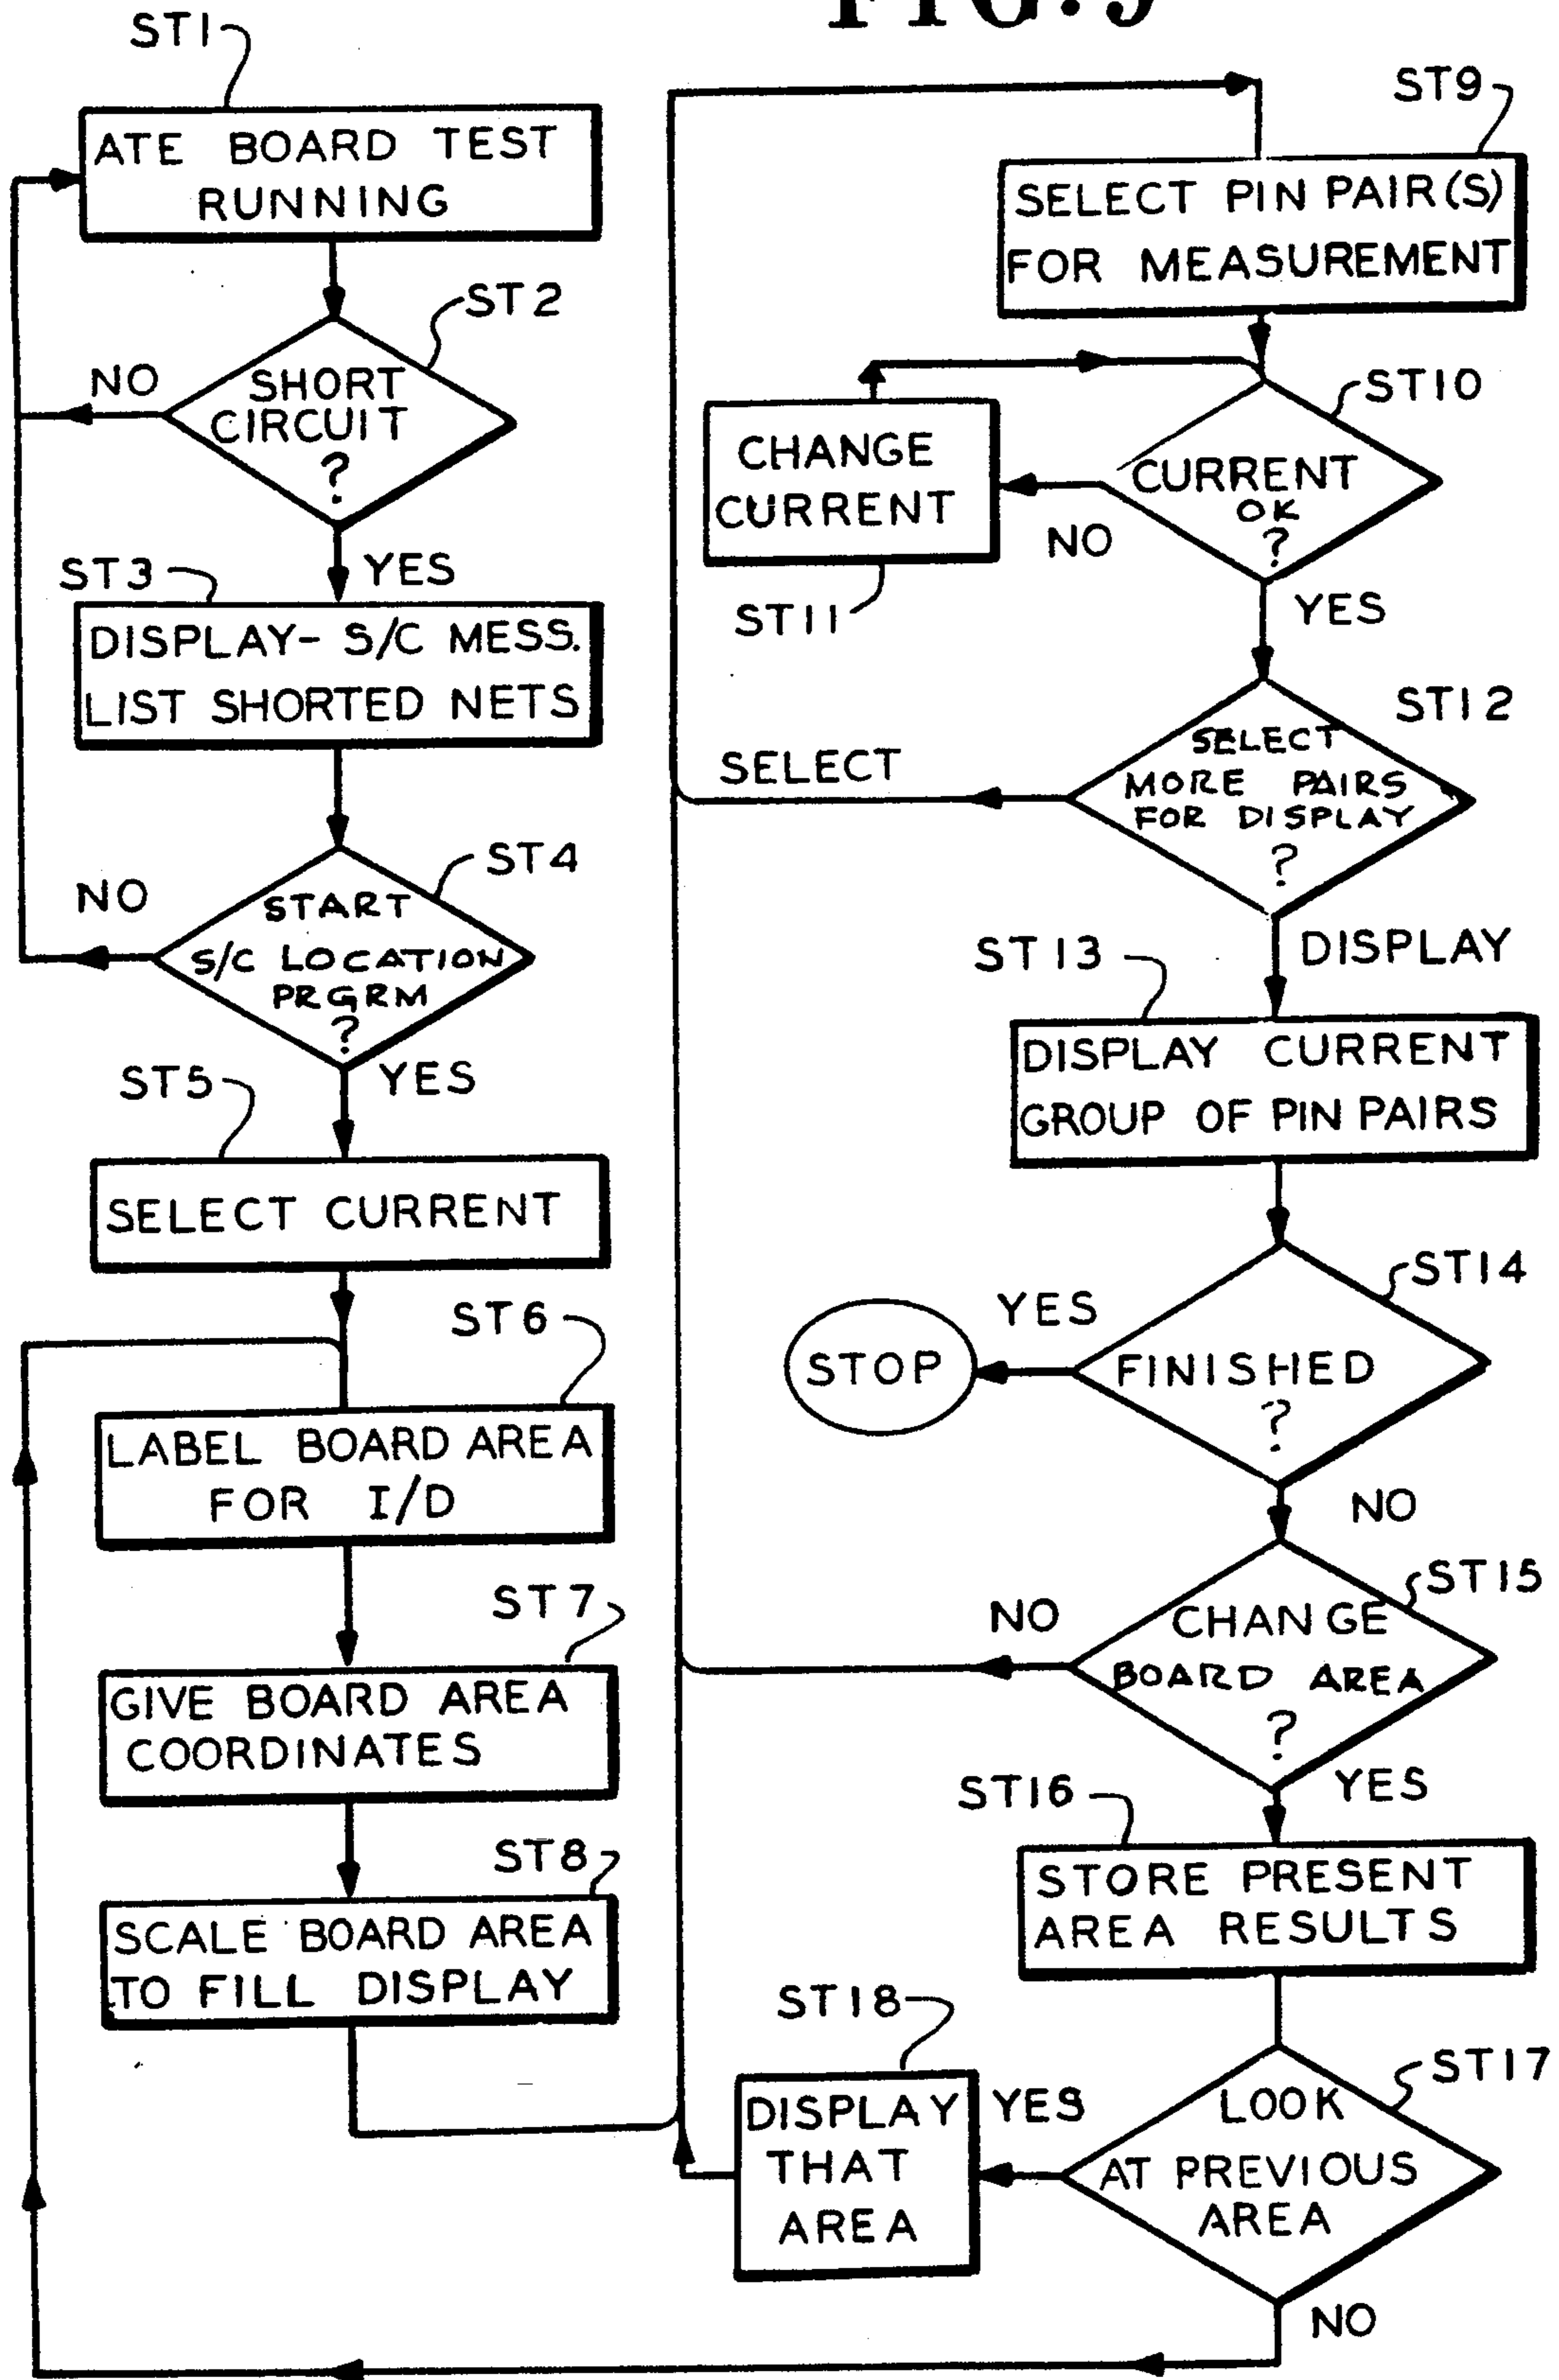 ST1
ATE BOARD TEST
RUNNING
ST2
NO
SHORT
CIRCUIT
?
YES
ST3
DISPLAY- S/C MESS.
LIST SHORTED NETS
ST4
NO
START
S/C LOCATION
PRGRM
?
YES
ST5
SELECT CURRENT
ST6
LABEL BOARD AREA
FOR I/D
ST7
GIVE BOARD AREA
COORDINATES
ST8
SCALE BOARD AREA
TO FILL DISPLAY
ST9
SELECT PIN PAIR(S)
FOR MEASUREMENT
ST10
CURRENT
OK
?
NO
CHANGE
CURRENT
ST11
YES
ST12
SELECT
MORE PAIRS
FOR DISPLAY
?
SELECT
DISPLAY
ST13
DISPLAY CURRENT
GROUP OF PIN PAIRS
ST14
YES
STOP
FINISHED
?
NO
ST15
NO
CHANGE
BOARD AREA
?
YES
ST16
STORE PRESENT
AREA RESULTS
ST17
LOOK
AT PREVIOUS
AREA
YES
ST18
DISPLAY
THAT
AREA
NO